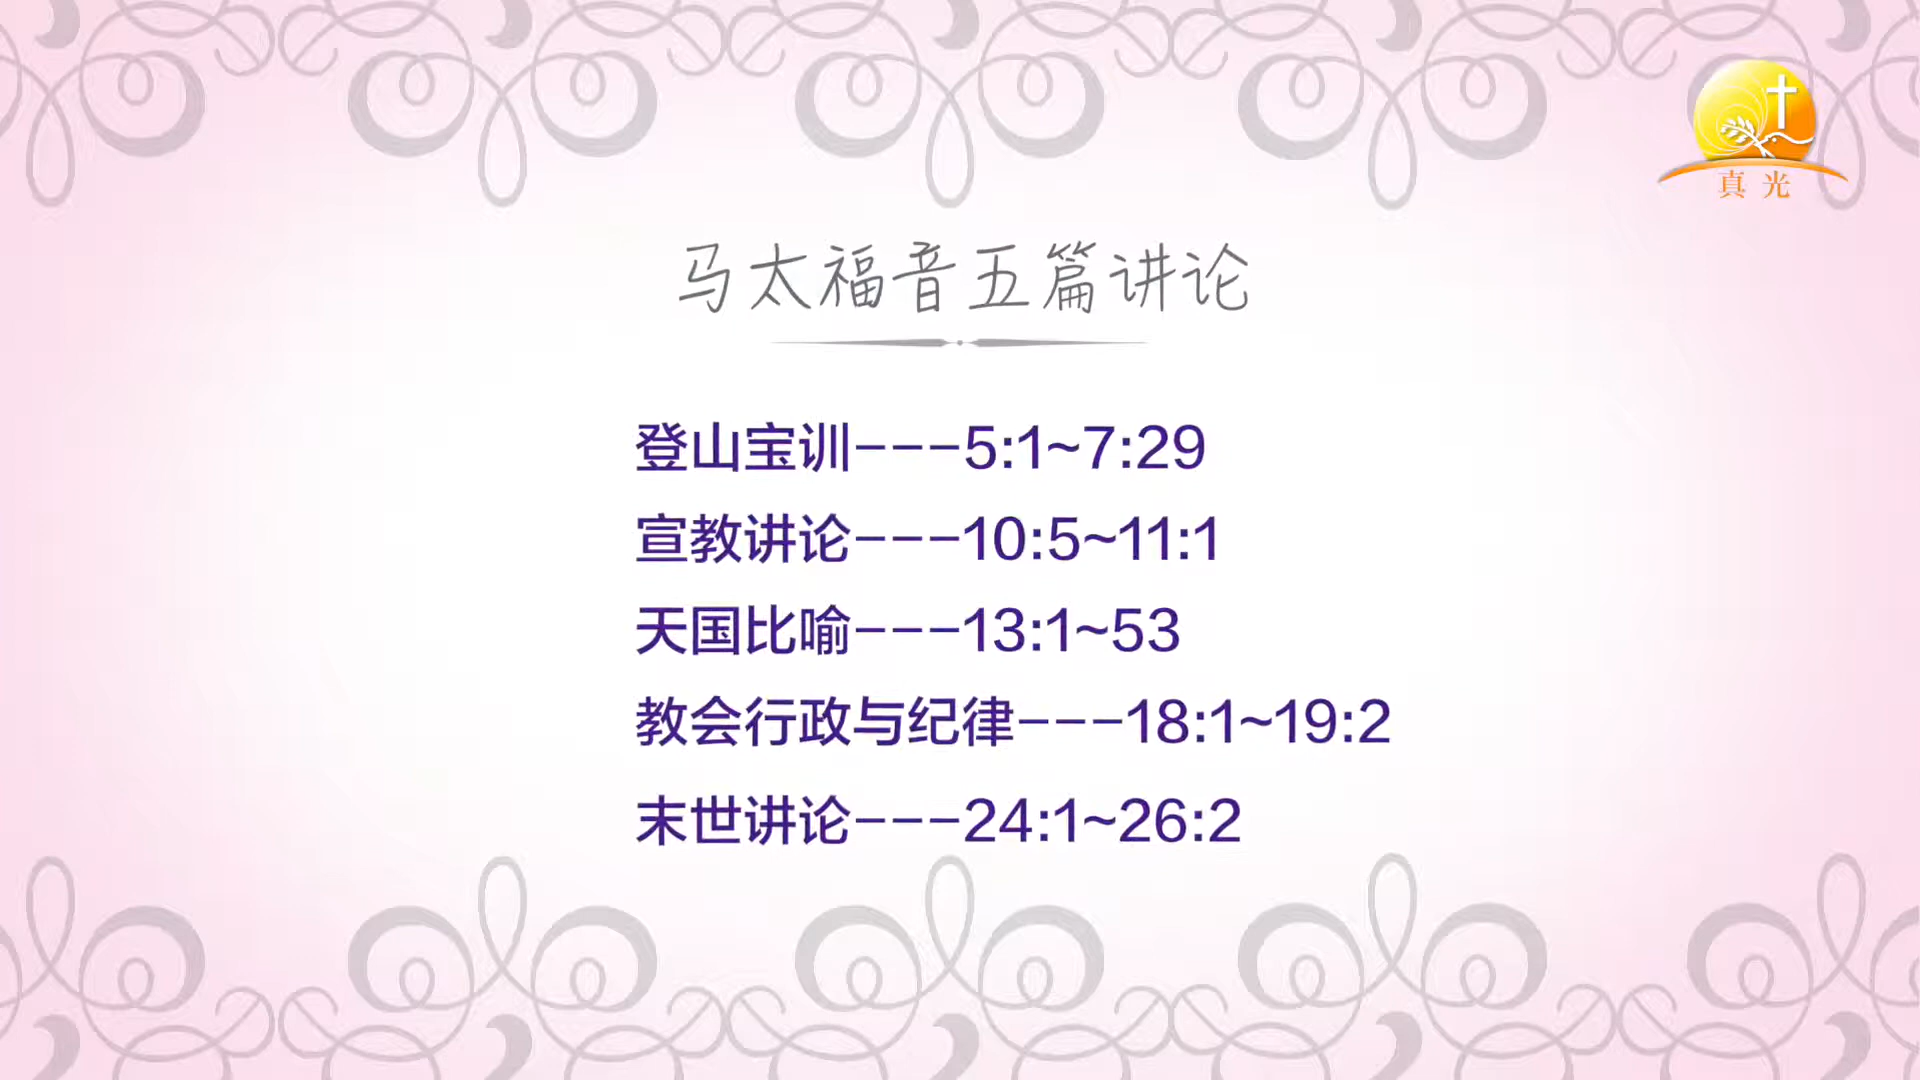 真光
马太福音五篇讲论
登山宝训---5:1~7:29
宣教讲论---10:5~11:1
天国比喻---13:1~53
教会行政与纪律---18:1~19:2
末世讲论---24:1~26:2